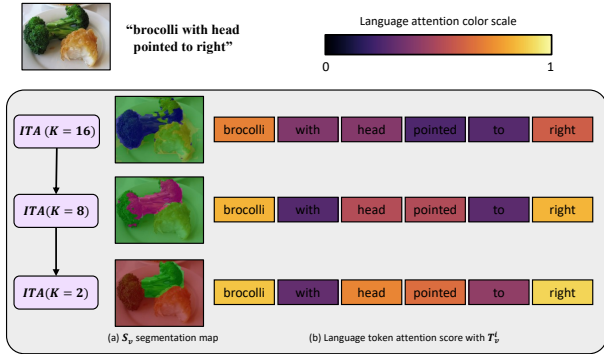 “brocolli with head
pointed to right”
Language attention color scale
0
1
ITA (K = 16)
brocolli with head pointed to right
ITA(K = 8)
brocolli with head pointed to right
ITA(K = 2)
brocolli with head pointed to right
(a) S_v segmentation map
(b) Language token attention score with T_v^i